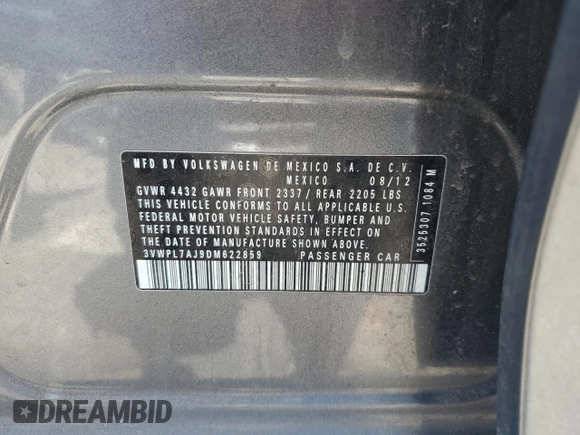 MFD BY VOLKSWAGEN DE MEXICO S.A. DE C.V.
MEXICO 08/12
GVWR 4432 GAWR FRONT 2337 / REAR 2205 LBS
THIS VEHICLE CONFORMS TO ALL APPLICABLE U.S.
FEDERAL MOTOR VEHICLE SAFETY, BUMPER AND
THEFT PREVENTION STANDARDS IN EFFECT ON
THE DATE OF MANUFACTURE SHOWN ABOVE.
3VWPL7AJ9DM622859 PASSENGER CAR
3525307 1084 M
DREAMBID